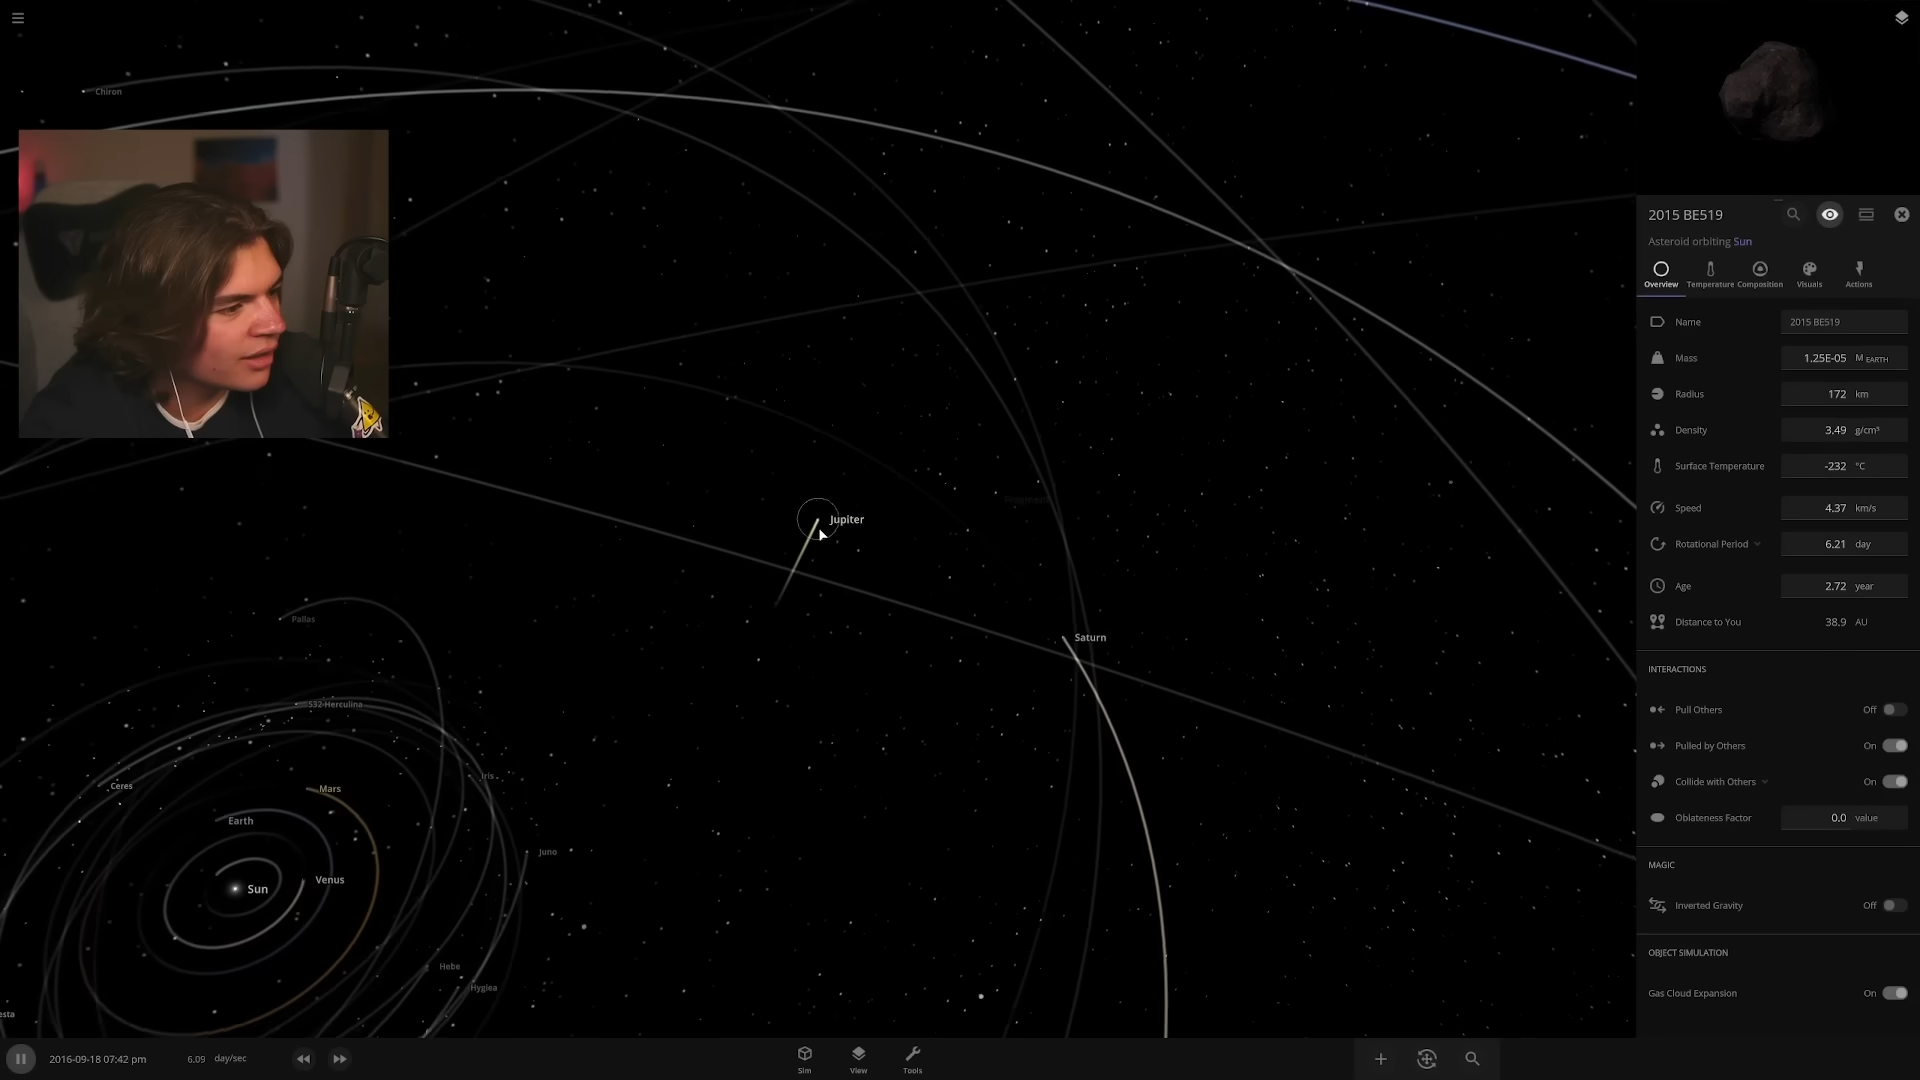 Chiron
Jupiter
Fragment
Saturn
Pallas
532 Herculina
Iris
Ceres
Mars
Earth
Juno
Venus
Sun
Hebe
Hygiea
esta
2016-09-18 07:42 pm
6.09 day/sec
Sim
View
Tools
2015 BE519
Asteroid orbiting Sun
Overview Temperature Composition Visuals Actions
Name 2015 BE519
Mass 1.25E-05 M EARTH
Radius 172 km
Density 3.49 g/cm³
Surface Temperature -232 °C
Speed 4.37 km/s
Rotational Period 6.21 day
Age 2.72 year
Distance to You 38.9 AU
INTERACTIONS
Pull Others Off
Pulled by Others On
Collide with Others On
Oblateness Factor 0.0 value
MAGIC
Inverted Gravity Off
OBJECT SIMULATION
Gas Cloud Expansion On